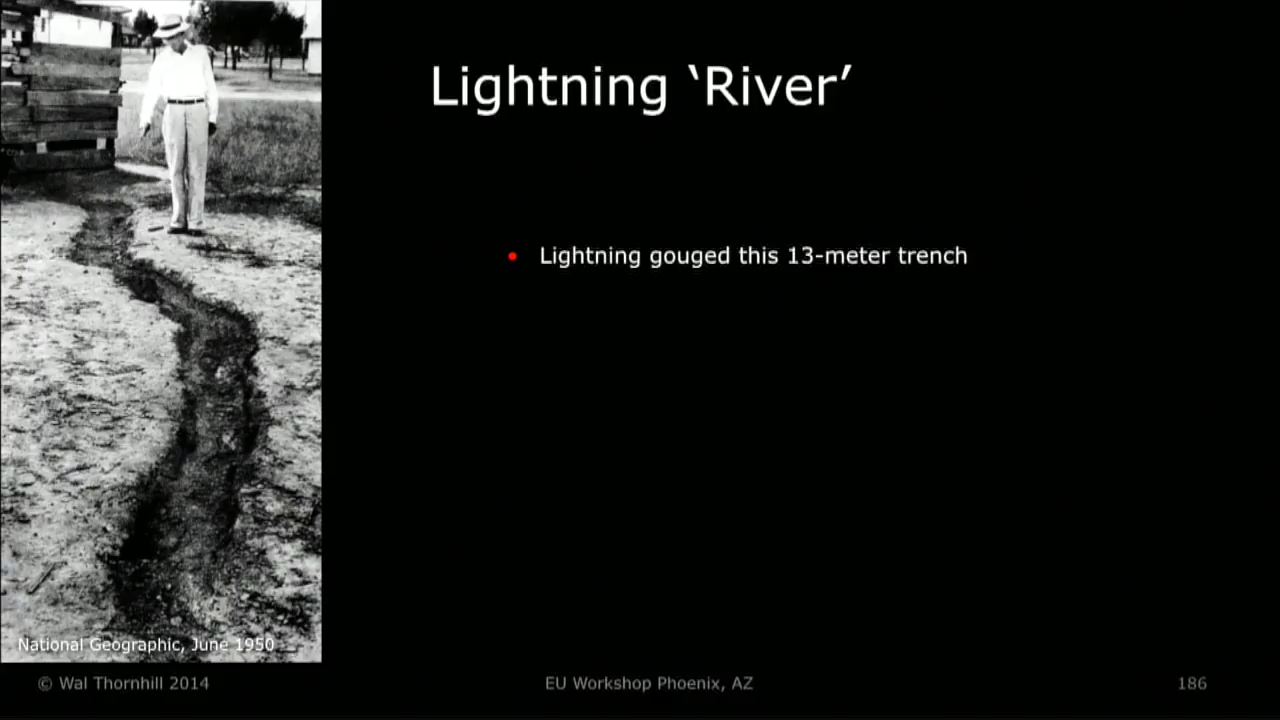 Lightning ‘River’
• Lightning gouged this 13-meter trench
National Geographic, June 1950
© Wal Thornhill 2014
EU Workshop Phoenix, AZ
186